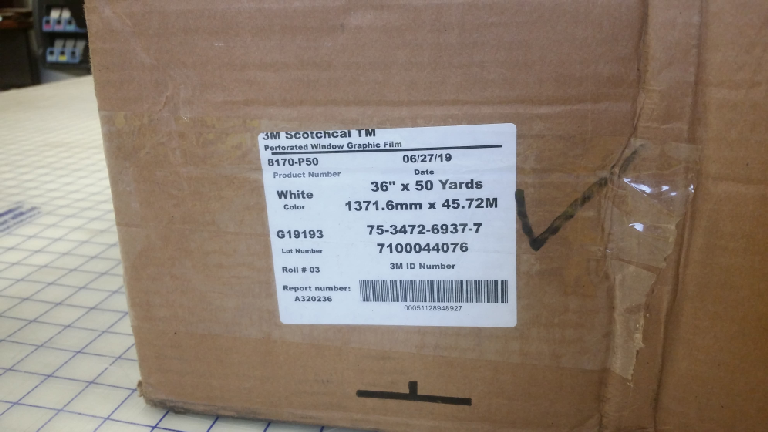 3M Scotchcal TM
Perforated Window Graphic Film
8170-P50
06/27/19
Product Number
Date
36" x 50 Yards
White
Color
1371.6mm x 45.72M
G19193
75-3472-6937-7
Lot Number
7100044076
Roll # 03
3M ID Number
Report number:
A320236
00051128948927